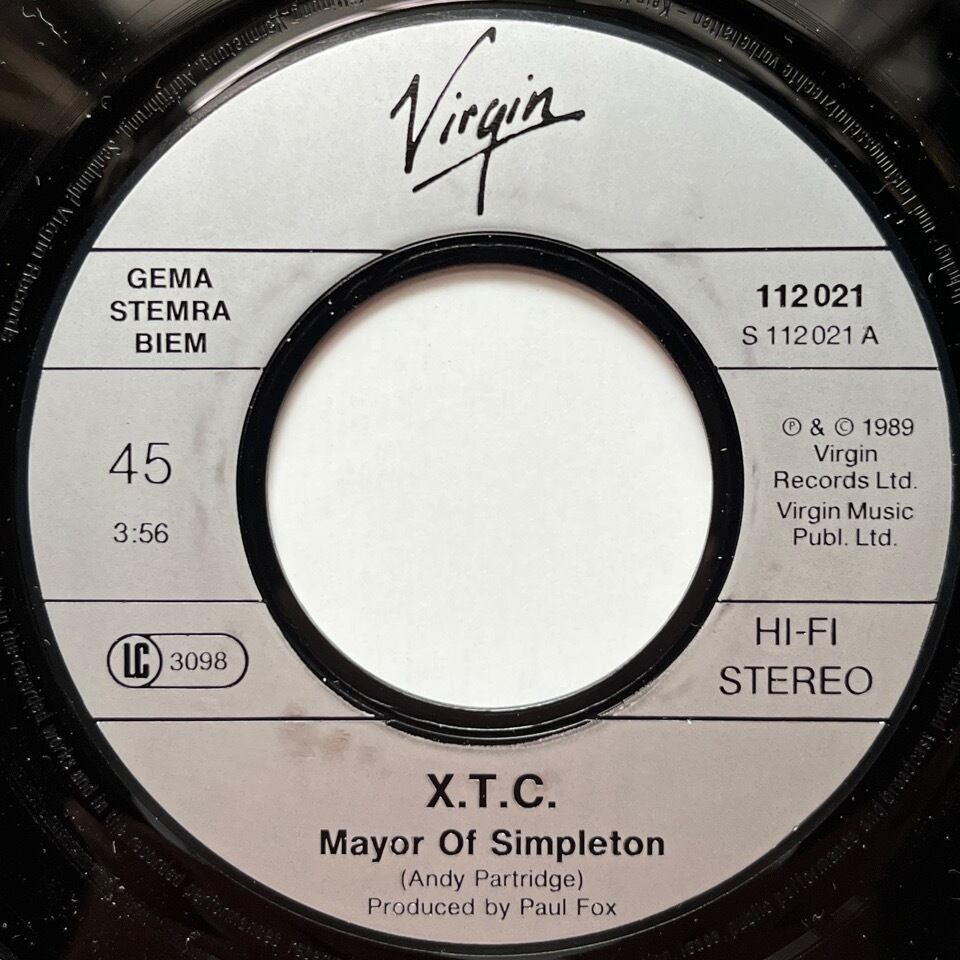 Virgin
GEMA
STEMRA
BIEM
112 021
S 112 021 A
45
3:56
℗ & © 1989
Virgin
Records Ltd.
Virgin Music
Publ. Ltd.
LC 3098
HI-FI
STEREO
X.T.C.
Mayor Of Simpleton
(Andy Partridge)
Produced by Paul Fox